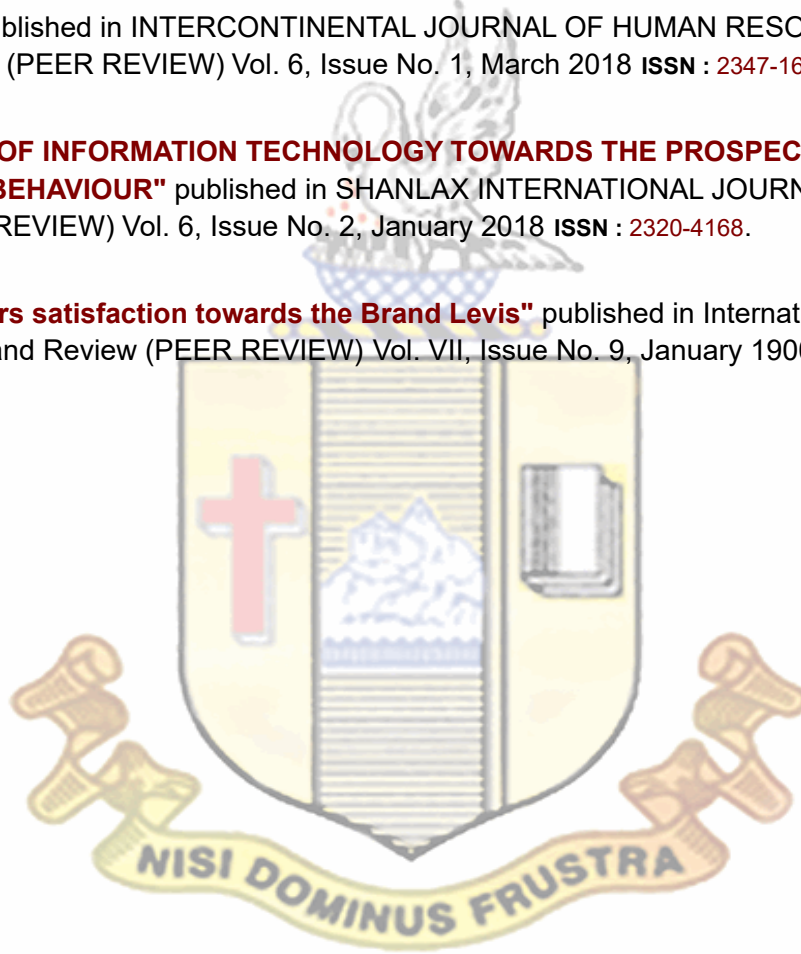 blished in INTERCONTINENTAL JOURNAL OF HUMAN RESO
(PEER REVIEW) Vol. 6, Issue No. 1, March 2018 ISSN : 2347-16
OF INFORMATION TECHNOLOGY TOWARDS THE PROSPEC
BEHAVIOUR" published in SHANLAX INTERNATIONAL JOURN
REVIEW) Vol. 6, Issue No. 2, January 2018 ISSN : 2320-4168.
rs satisfaction towards the Brand Levis" published in Internat
and Review (PEER REVIEW) Vol. VII, Issue No. 9, January 190
NISI DOMINUS FRUSTRA